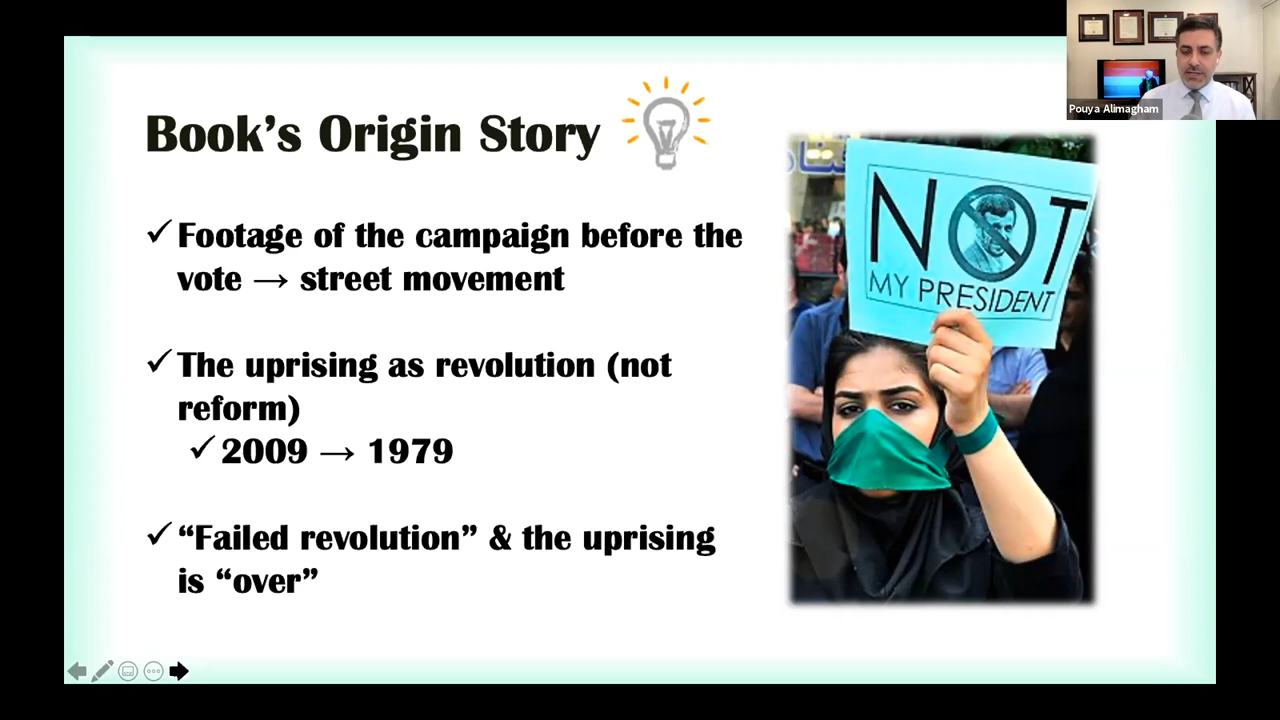 Book’s Origin Story
✓ Footage of the campaign before the
vote → street movement
✓ The uprising as revolution (not
reform)
✓ 2009 → 1979
✓ “Failed revolution” & the uprising
is “over”
NOT
MY PRESIDENT
Pouya Alimagham